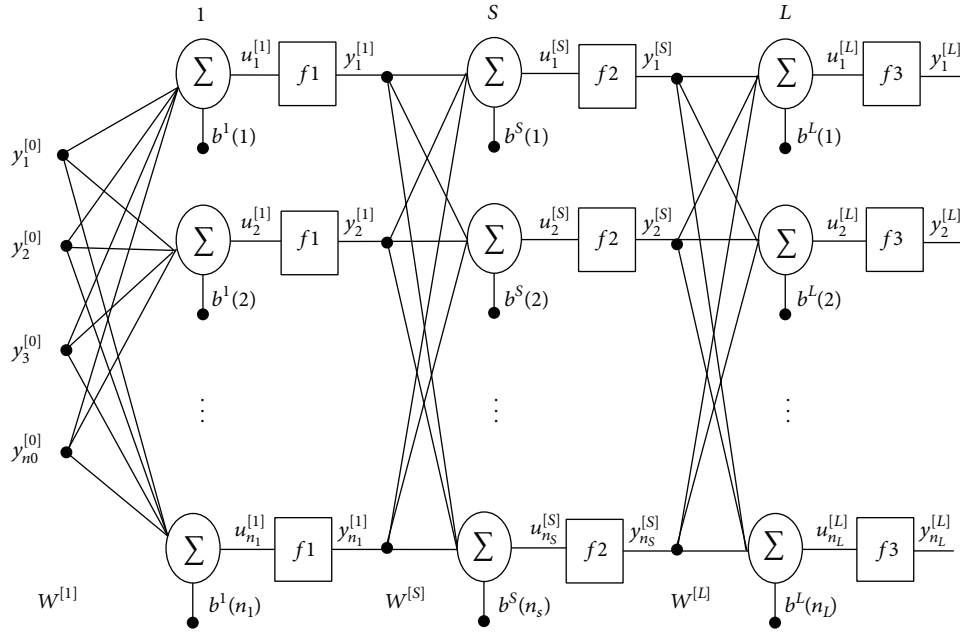 1 S L
∑ u_1^{[1]} f1 y_1^{[1]} ∑ u_1^{[S]} f2 y_1^{[S]} ∑ u_1^{[L]} f3 y_1^{[L]}
b^1(1) b^S(1) b^L(1)
y_1^{[0]}
∑ u_2^{[1]} f1 y_2^{[1]} ∑ u_2^{[S]} f2 y_2^{[S]} ∑ u_2^{[L]} f3 y_2^{[L]}
y_2^{[0]}
b^1(2) b^S(2) b^L(2)
y_3^{[0]}
⋮ ⋮ ⋮
y_{n0}^{[0]}
∑ u_{n_1}^{[1]} f1 y_{n_1}^{[1]} ∑ u_{n_S}^{[S]} f2 y_{n_S}^{[S]} ∑ u_{n_L}^{[L]} f3 y_{n_L}^{[L]}
W^{[1]} b^1(n_1) W^{[S]} b^S(n_s) W^{[L]} b^L(n_L)